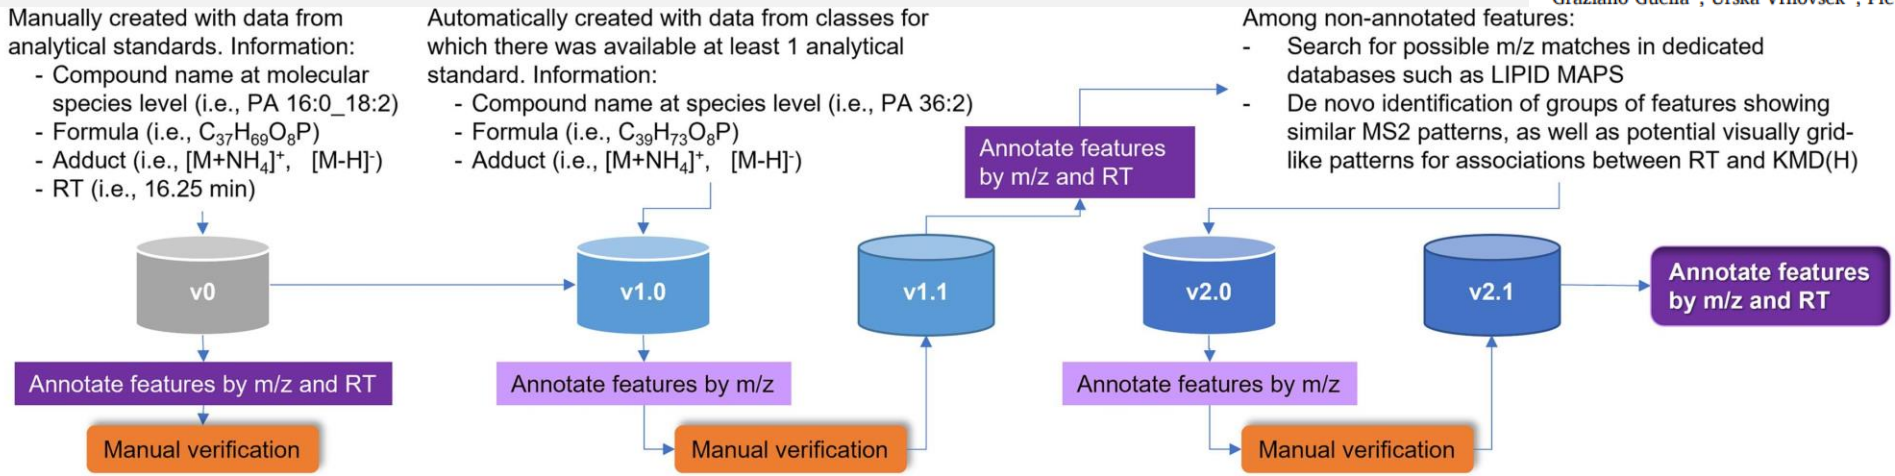 Graziano Guella , Urska Vrhovsek , Pie
Manually created with data from
analytical standards. Information:
- Compound name at molecular
species level (i.e., PA 16:0_18:2)
- Formula (i.e., C₃₇H₆₉O₈P)
- Adduct (i.e., [M+NH₄]⁺, [M-H]⁻)
- RT (i.e., 16.25 min)
Automatically created with data from classes for
which there was available at least 1 analytical
standard. Information:
- Compound name at species level (i.e., PA 36:2)
- Formula (i.e., C₃₉H₇₃O₈P)
- Adduct (i.e., [M+NH₄]⁺, [M-H]⁻)
Annotate features
by m/z and RT
Among non-annotated features:
- Search for possible m/z matches in dedicated
databases such as LIPID MAPS
- De novo identification of groups of features showing
similar MS2 patterns, as well as potential visually grid-
like patterns for associations between RT and KMD(H)
v0
v1.0
v1.1
v2.0
v2.1
Annotate features
by m/z and RT
Annotate features by m/z and RT
Annotate features by m/z
Annotate features by m/z
Manual verification
Manual verification
Manual verification